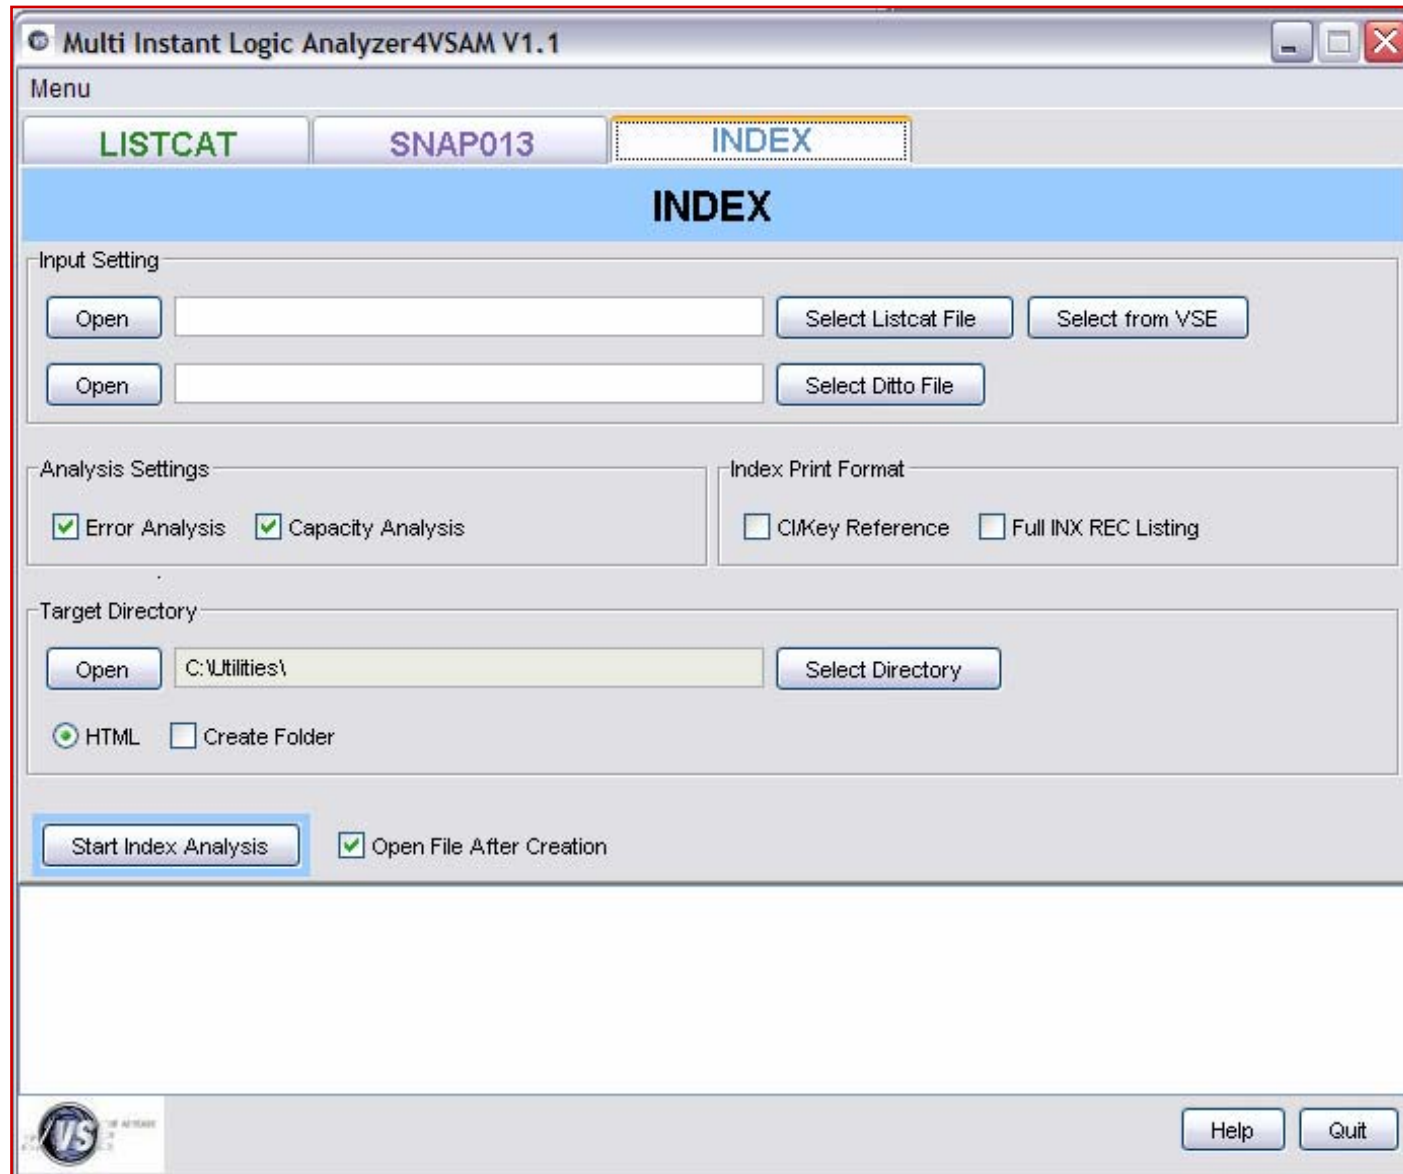 Multi Instant Logic Analyzer4VSAM V1.1
Menu
LISTCAT SNAP013 INDEX
INDEX
Input Setting
Open Select Listcat File Select from VSE
Open Select Ditto File
Analysis Settings Index Print Format
Error Analysis Capacity Analysis CI/Key Reference Full INX REC Listing
Target Directory
Open C:\Utilities\ Select Directory
HTML Create Folder
Start Index Analysis Open File After Creation
VS
Help Quit